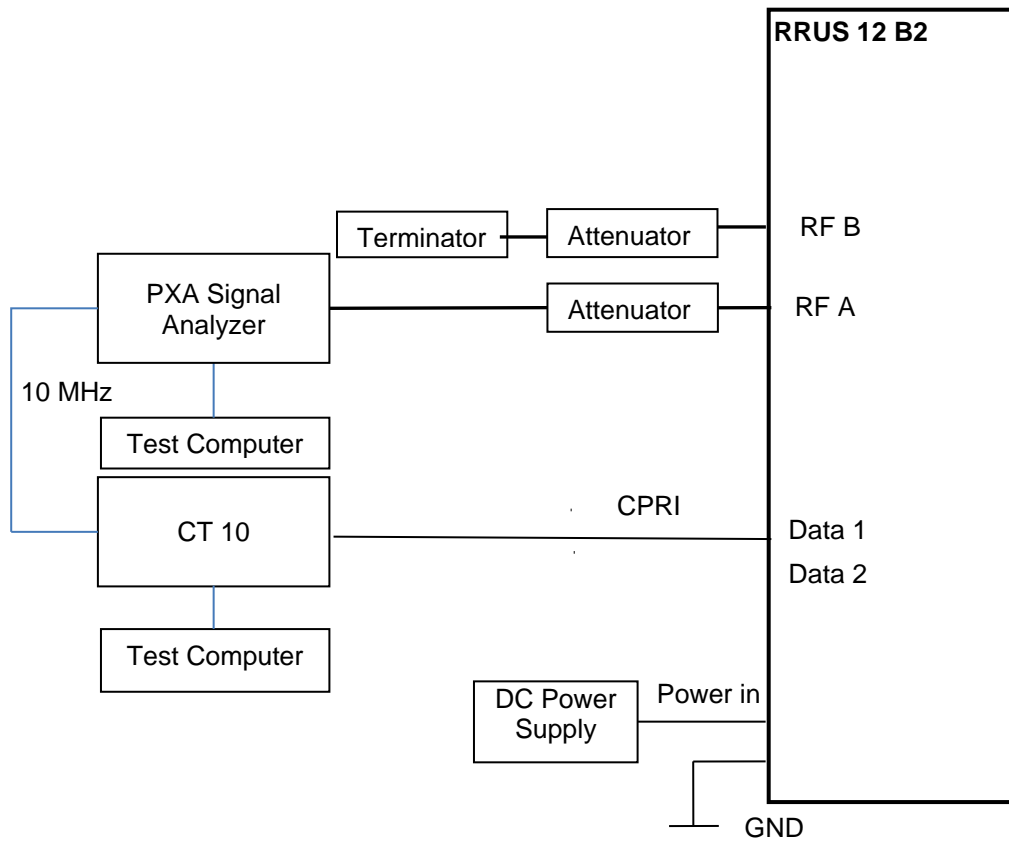 RRUS 12 B2
RF B
Terminator
Attenuator
PXA Signal
Analyzer
Attenuator
RF A
10 MHz
Test Computer
CT 10
CPRI
Data 1
Data 2
Test Computer
DC Power
Supply
Power in
GND